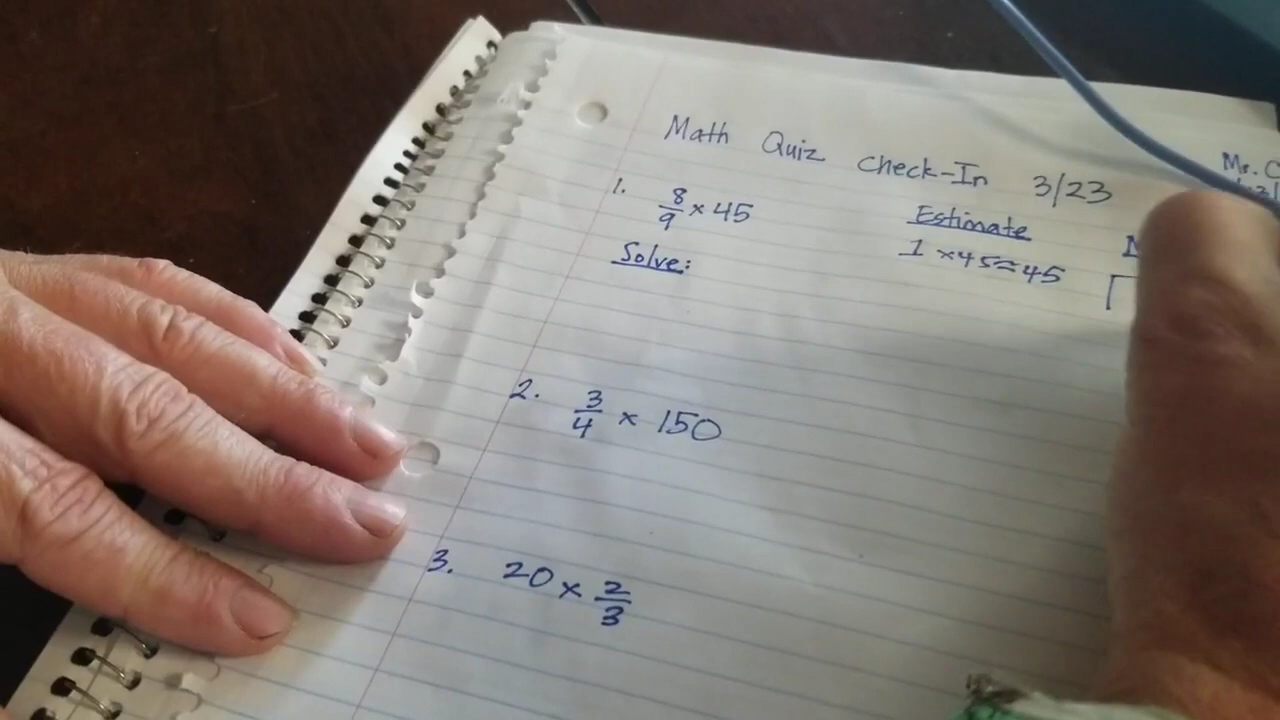 Math Quiz Check-In 3/23
Mr.
1. 8/9 × 45
Estimate
1 × 45 ≈ 45
Solve:
2. 3/4 × 150
3. 20 × 2/3